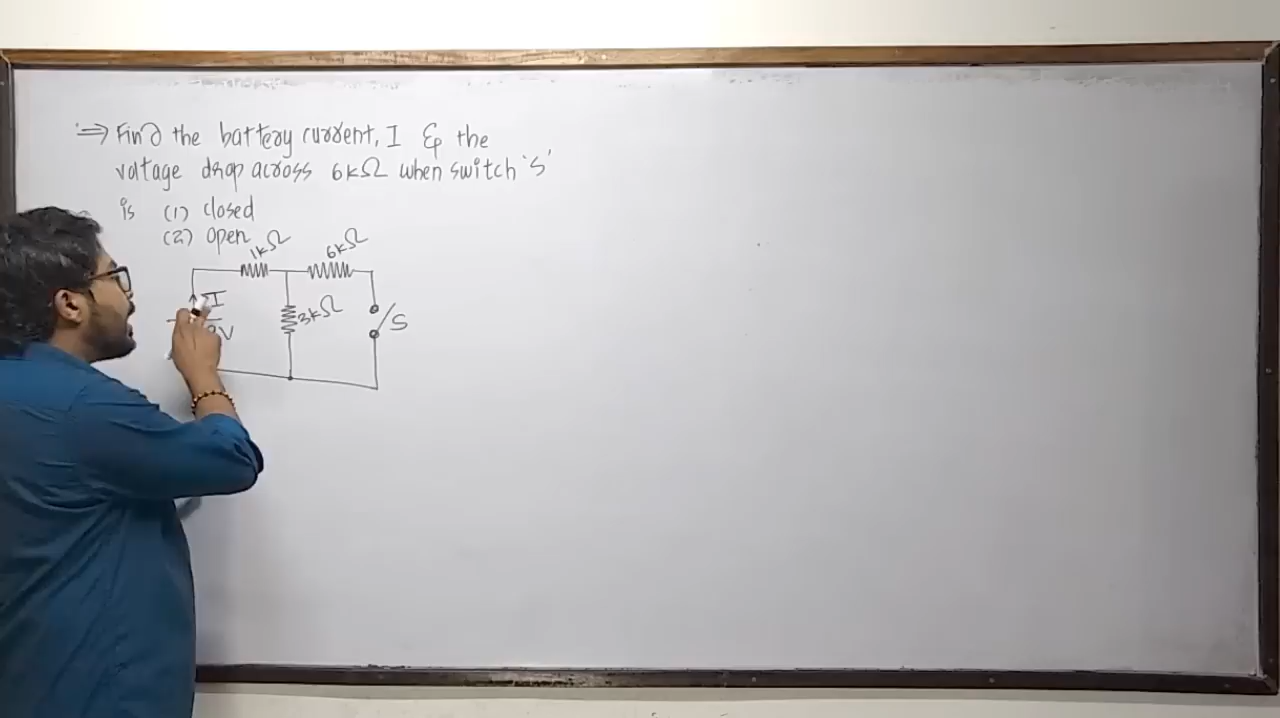 ⇒ Find the battery current, I & the
voltage drop across 6kΩ when switch 'S'
is (1) closed
(2) open
1kΩ
6kΩ
I
3kΩ
S
V